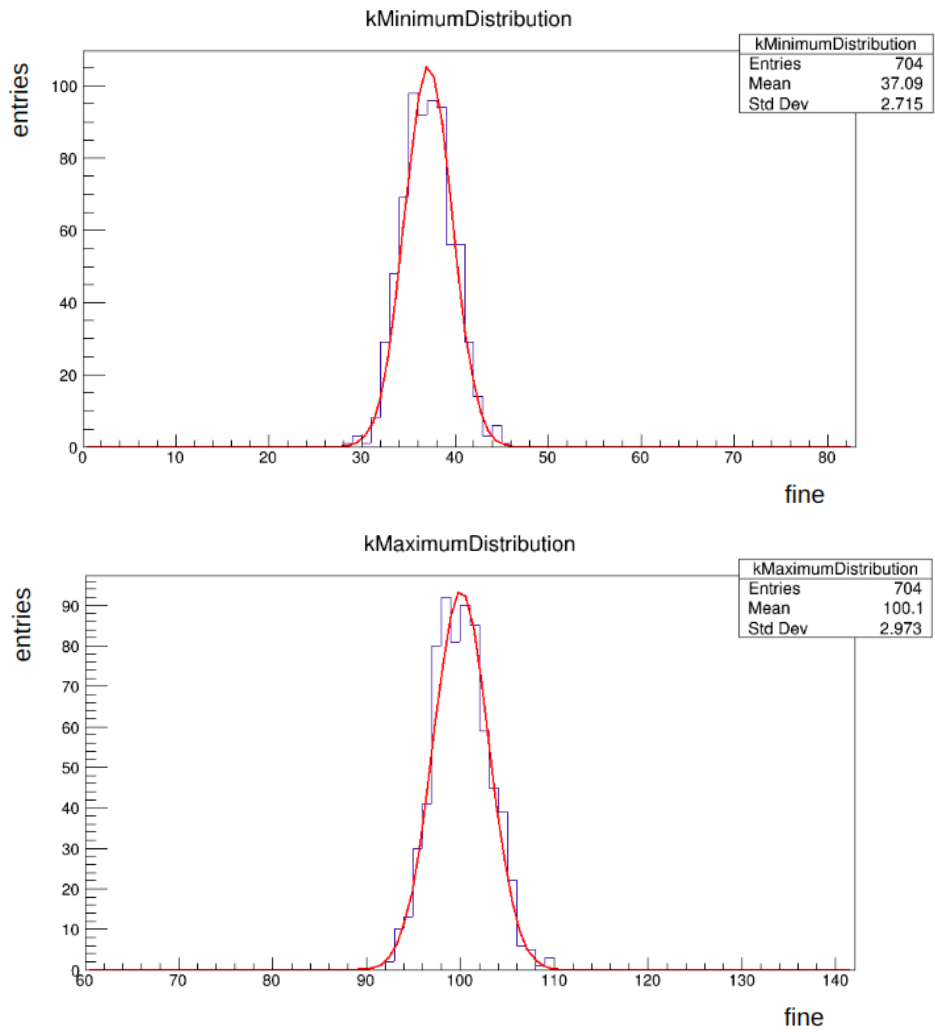 kMinimumDistribution
kMinimumDistribution
Entries 704
Mean 37.09
Std Dev 2.715
entries
100
80
60
40
20
0
0 10 20 30 40 50 60 70 80
fine
kMaximumDistribution
kMaximumDistribution
Entries 704
Mean 100.1
Std Dev 2.973
entries
90
80
70
60
50
40
30
20
10
0
60 70 80 90 100 110 120 130 140
fine